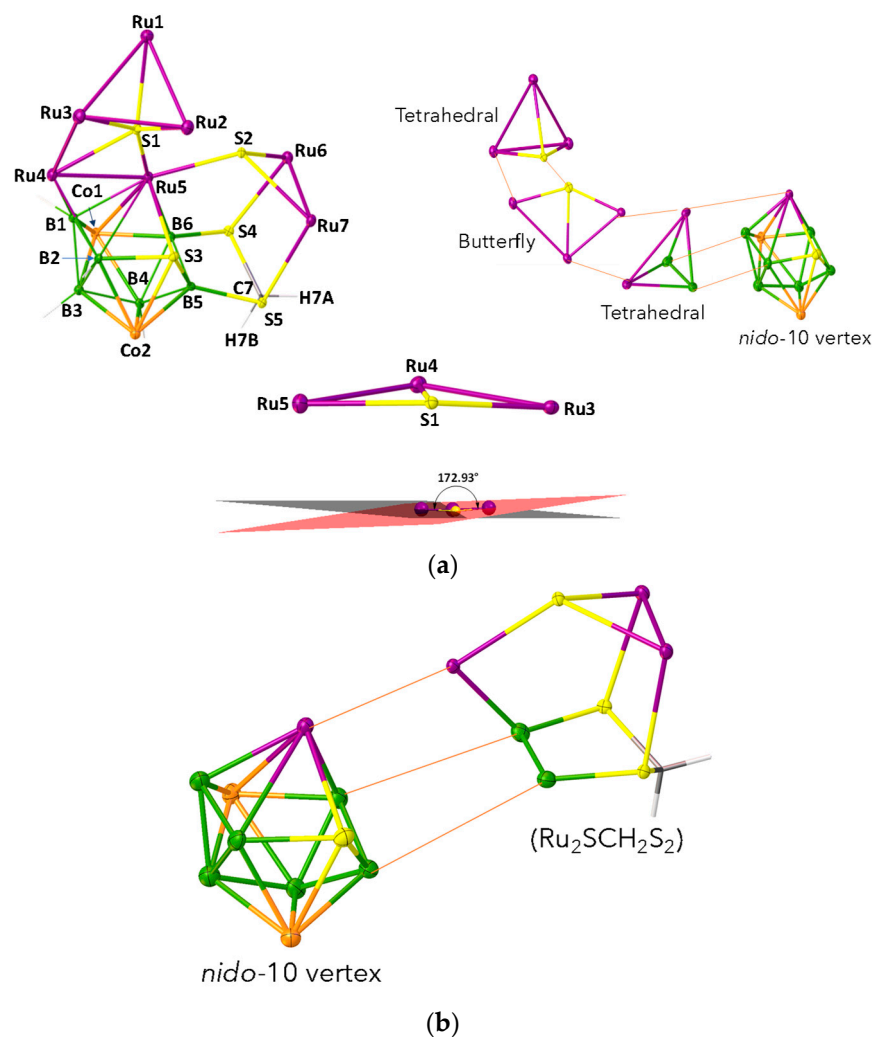 Ru1
Ru3
Ru2
S1
S2
Ru6
Ru4
Co1
Ru5
Ru7
B1
B6
S4
S3
B2
B4
C7
B3
B5
H7A
S5
H7B
Co2
Tetrahedral
Butterfly
Tetrahedral
nido-10 vertex
Ru4
Ru5
S1
Ru3
172.93°
(a)
(Ru₂SCH₂S₂)
nido-10 vertex
(b)